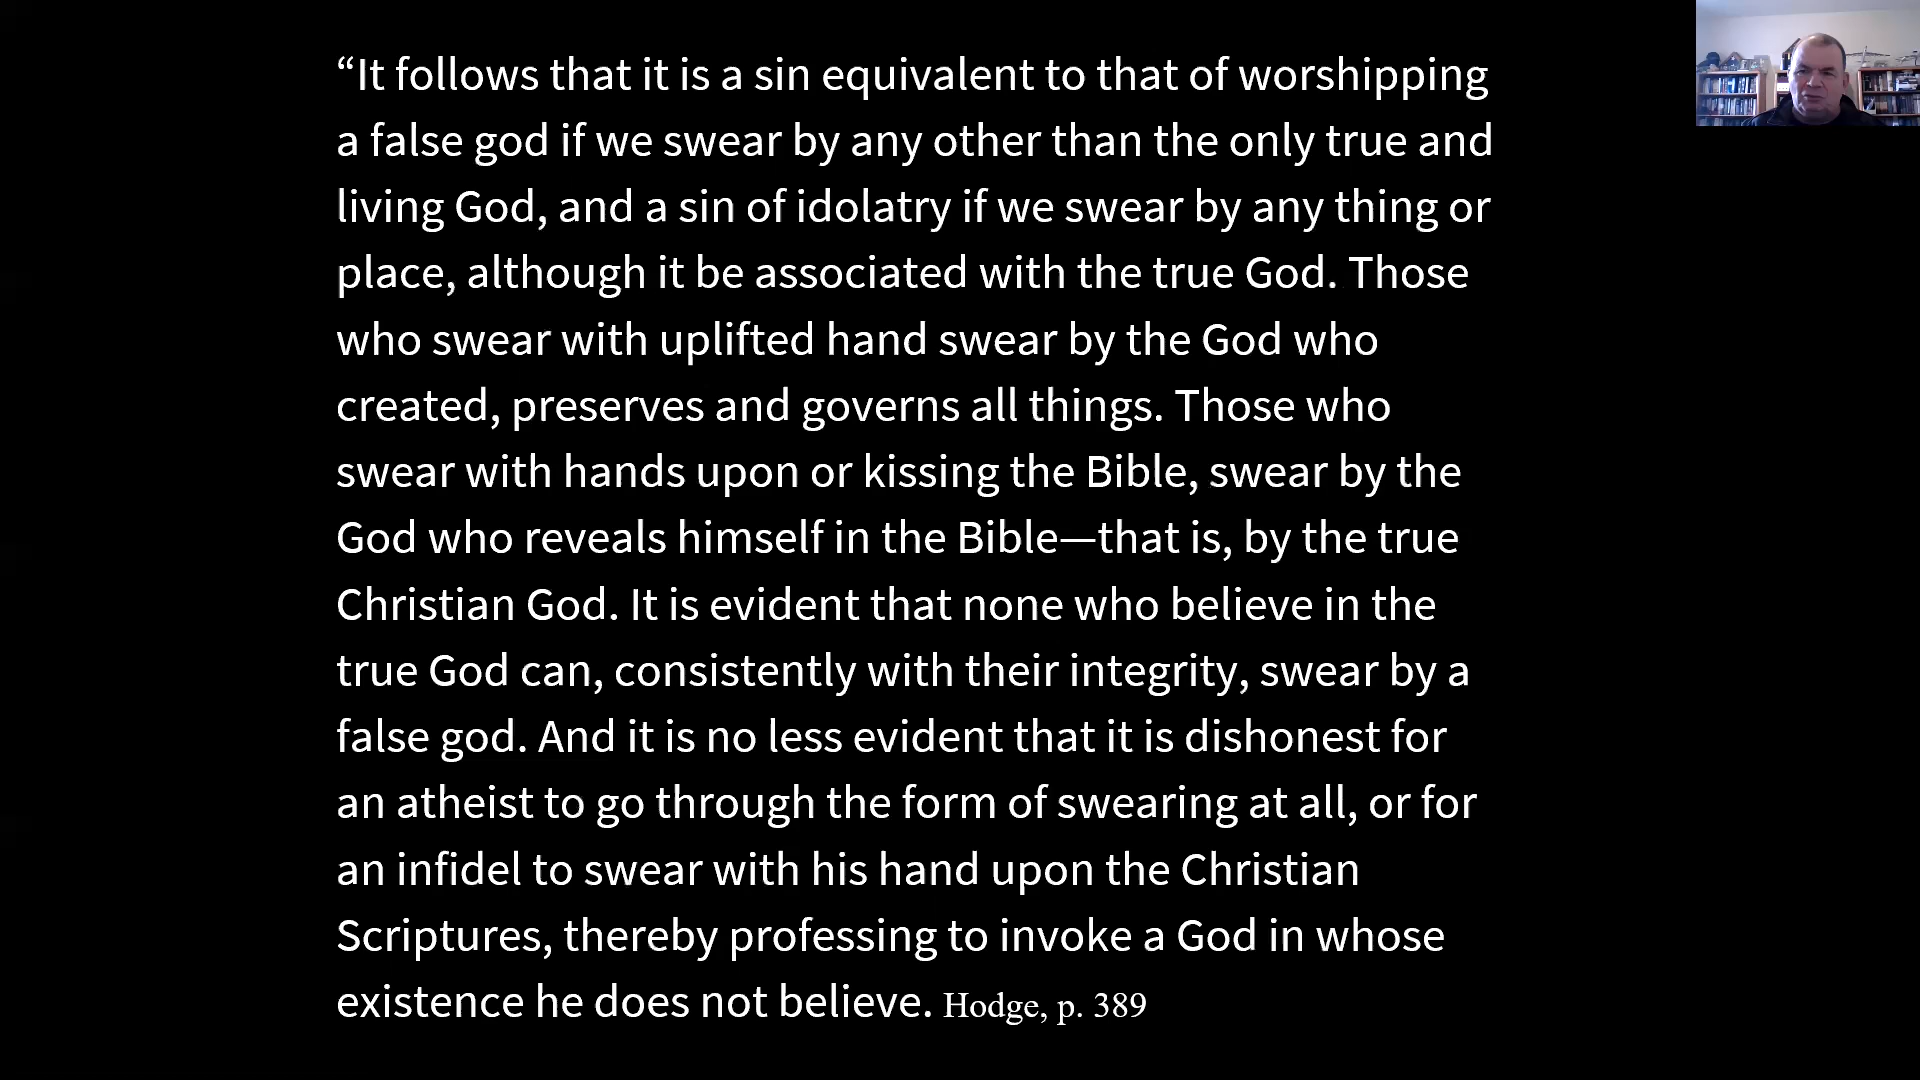 “It follows that it is a sin equivalent to that of worshipping
a false god if we swear by any other than the only true and
living God, and a sin of idolatry if we swear by any thing or
place, although it be associated with the true God. Those
who swear with uplifted hand swear by the God who
created, preserves and governs all things. Those who
swear with hands upon or kissing the Bible, swear by the
God who reveals himself in the Bible—that is, by the true
Christian God. It is evident that none who believe in the
true God can, consistently with their integrity, swear by a
false god. And it is no less evident that it is dishonest for
an atheist to go through the form of swearing at all, or for
an infidel to swear with his hand upon the Christian
Scriptures, thereby professing to invoke a God in whose
existence he does not believe. Hodge, p. 389